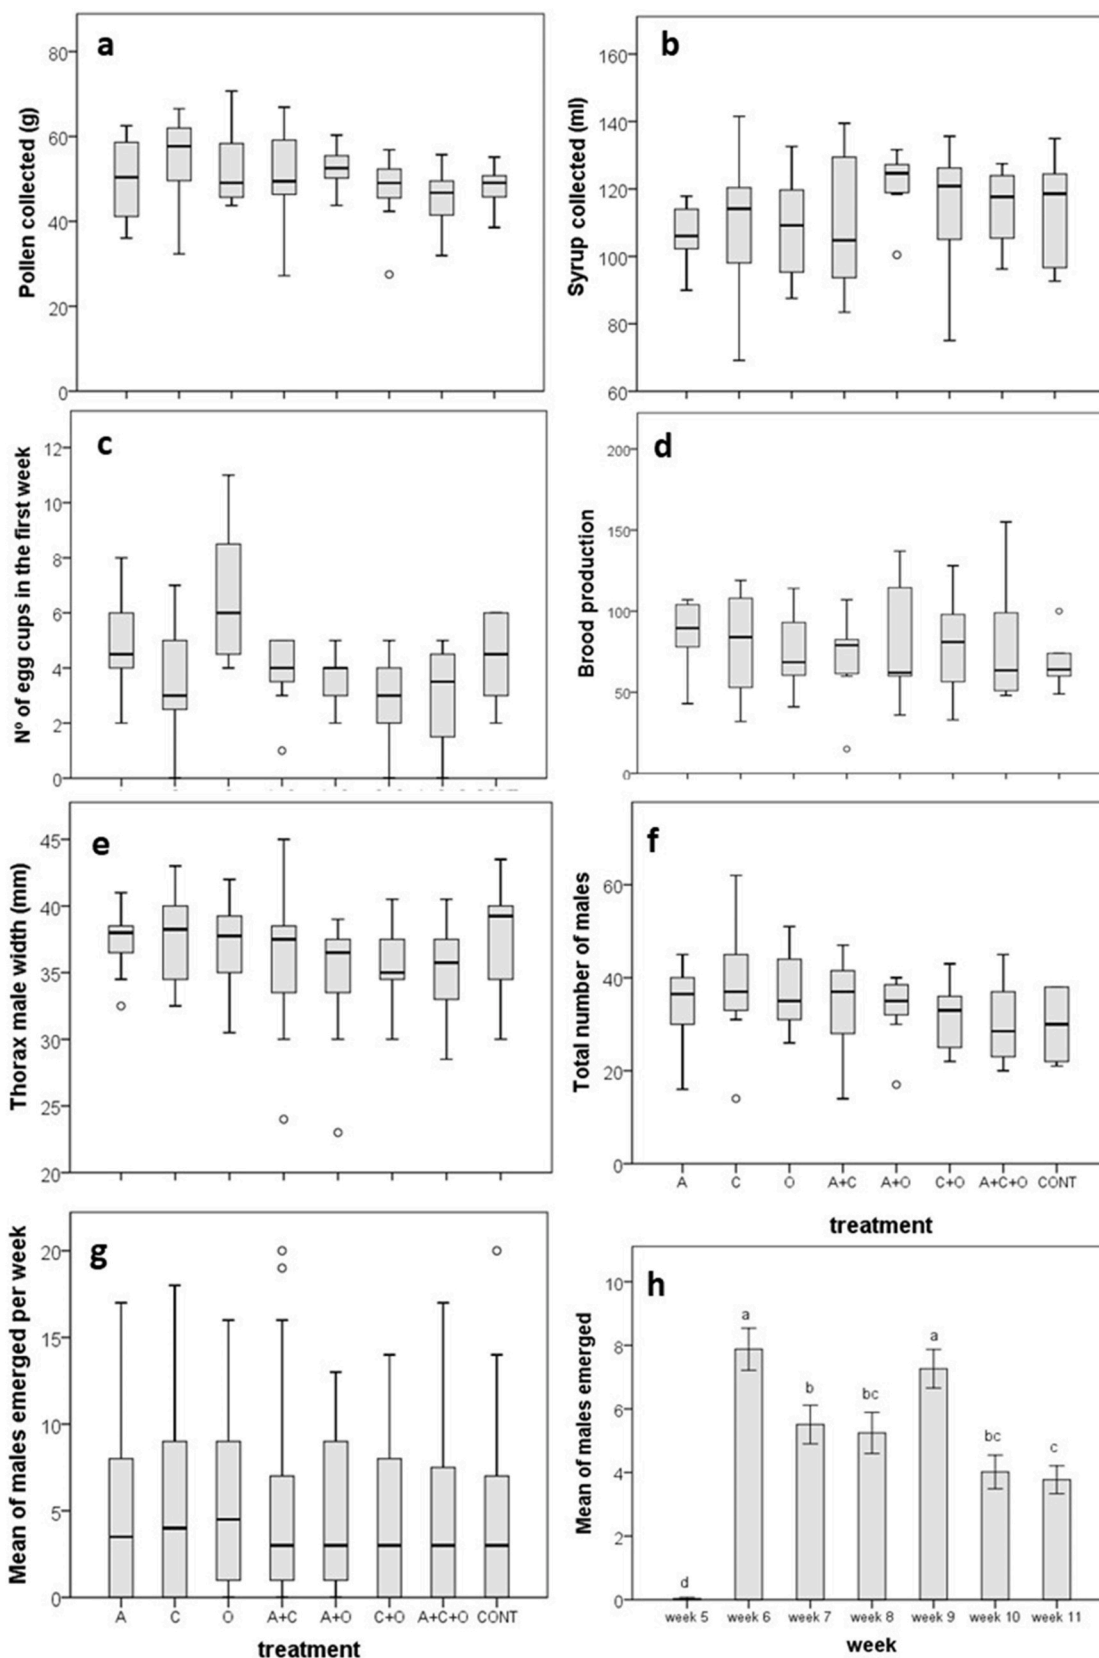 a
Pollen collected (g)
80
60
40
20
0
b
Syrup collected (ml)
160
140
120
100
80
60
c
Nº of egg cups in the first week
12
10
8
6
4
2
0
d
Brood production
200
150
100
50
0
e
Thorax male width (mm)
45
40
35
30
25
20
f
Total number of males
60
40
20
0
A C O A+C A+O C+O A+C+O CONT
treatment
g
Mean of males emerged per week
20
15
10
5
0
A C O A+C A+O C+O A+C+O CONT
treatment
h
Mean of males emerged
10
8
6
4
2
0
d a b bc a bc c
week 5 week 6 week 7 week 8 week 9 week 10 week 11
week